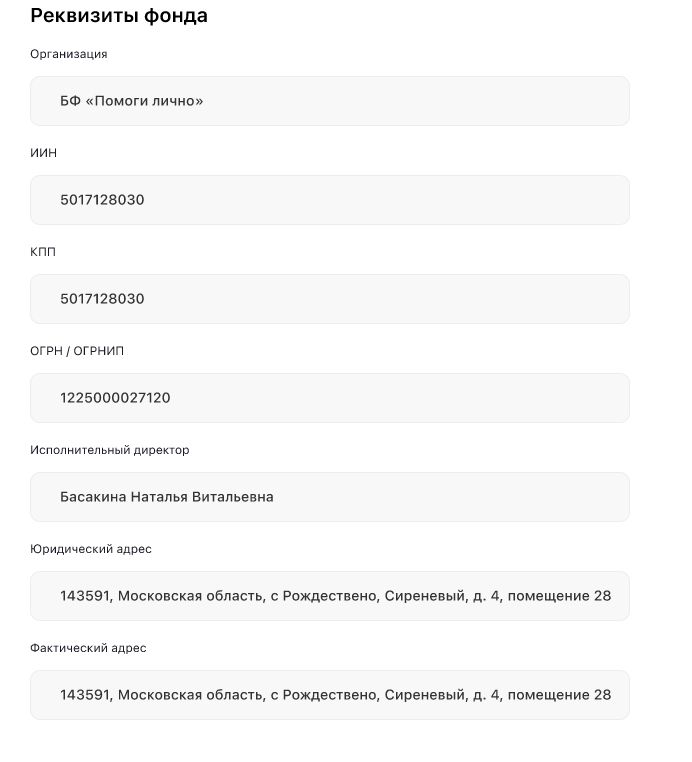 Реквизиты фонда
Организация
БФ «Помоги лично»
ИИН
5017128030
КПП
5017128030
ОГРН / ОГРНИП
1225000027120
Исполнительный директор
Басакина Наталья Витальевна
Юридический адрес
143591, Московская область, с Рождествено, Сиреневый, д. 4, помещение 28
Фактический адрес
143591, Московская область, с Рождествено, Сиреневый, д. 4, помещение 28